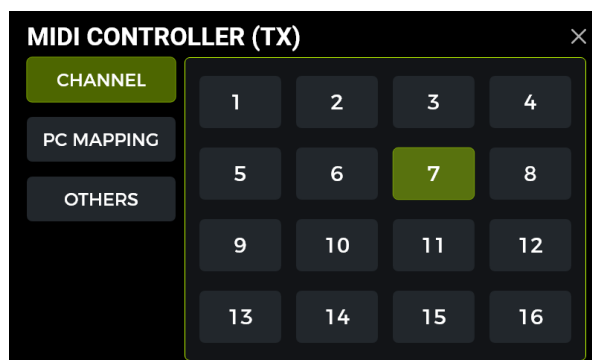 MIDI CONTROLLER (TX)
CHANNEL
PC MAPPING
OTHERS
1 2 3 4
5 6 7 8
9 10 11 12
13 14 15 16